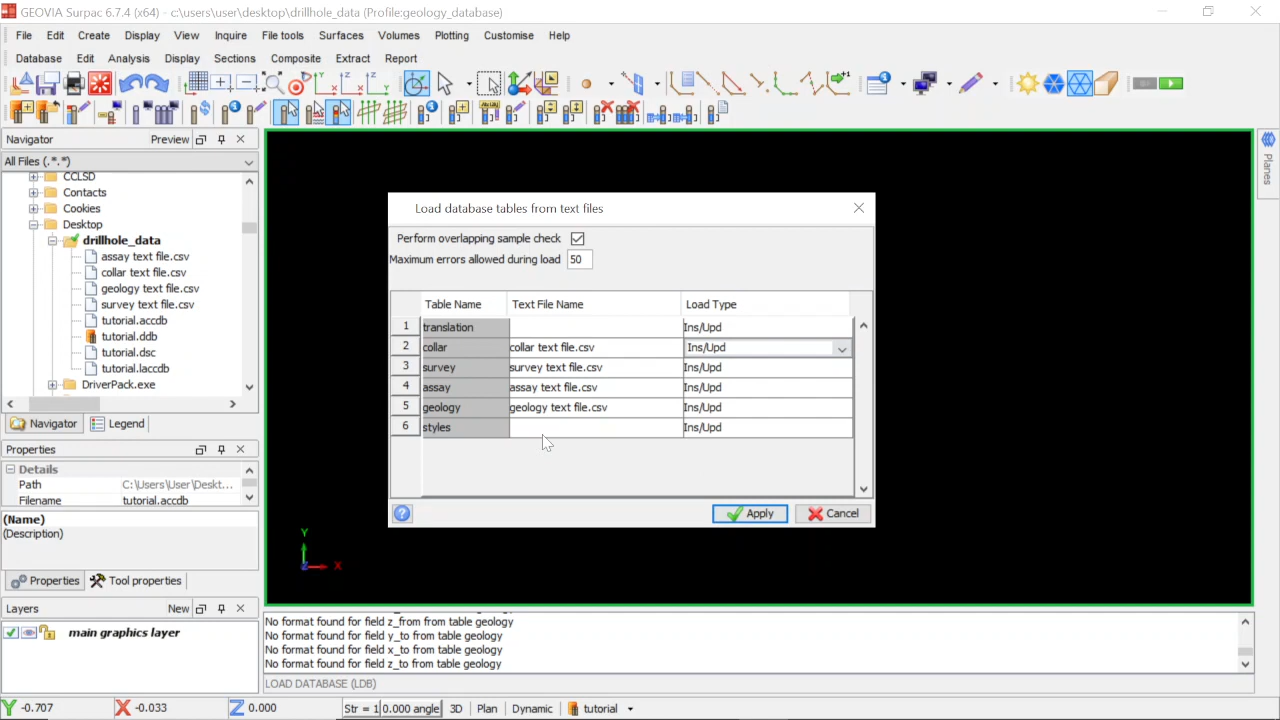 GEOVIA Surpac 6.7.4 (x64) - c:\users\user\desktop\drillhole_data (Profile:geology_database)
File Edit Create Display View Inquire File tools Surfaces Volumes Plotting Customise Help
Database Edit Analysis Display Sections Composite Extract Report
Navigator Preview
All Files (*.*)
CCLSD
Contacts
Cookies
Desktop
drillhole_data
assay text file.csv
collar text file.csv
geology text file.csv
survey text file.csv
tutorial.accdb
tutorial.ddb
tutorial.dsc
tutorial.laccdb
DriverPack.exe
Navigator Legend
Properties
Details
Path C:\Users\User\Deskt...
Filename tutorial.accdb
(Name)
(Description)
Properties Tool properties
Layers New
main graphics layer
Planes
Load database tables from text files
Perform overlapping sample check
Maximum errors allowed during load 50
Table Name Text File Name Load Type
1 translation Ins/Upd
2 collar collar text file.csv Ins/Upd
3 survey survey text file.csv Ins/Upd
4 assay assay text file.csv Ins/Upd
5 geology geology text file.csv Ins/Upd
6 styles Ins/Upd
? Apply Cancel
Y
Z X
No format found for field z_from from table geology
No format found for field y_to from table geology
No format found for field x_to from table geology
No format found for field z_to from table geology
LOAD DATABASE (LDB)
Y -0.707 X -0.033 Z 0.000 Str = 1 0.000 angle 3D Plan Dynamic tutorial